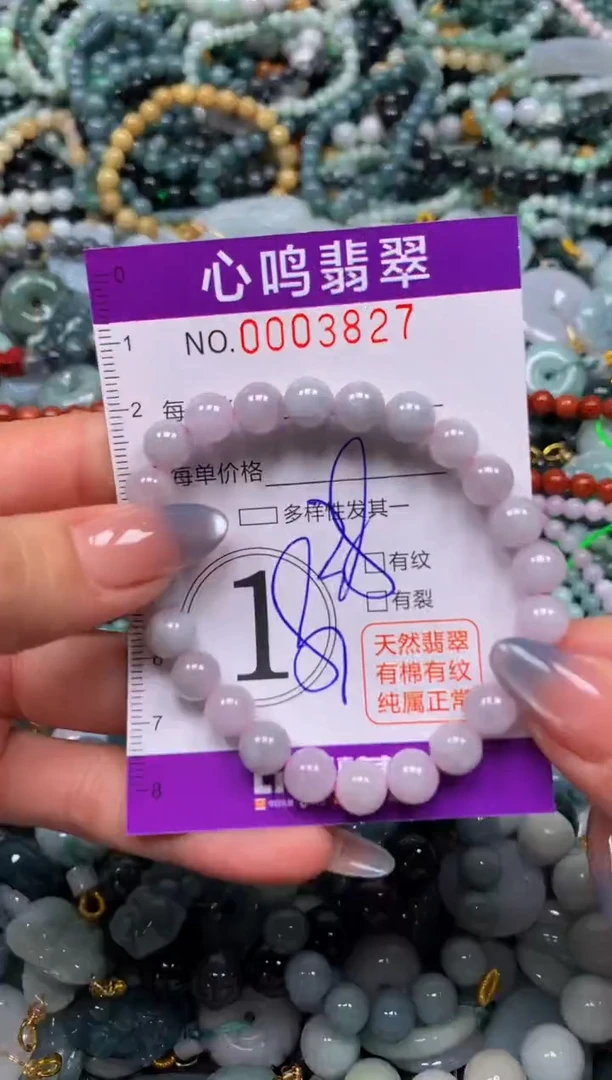 心鸣翡翠
NO.0003827
0
1
2
每
每单价格
多样性发其一
有纹
有裂
1
天然翡翠
有棉有纹
纯属正常
6
7
8